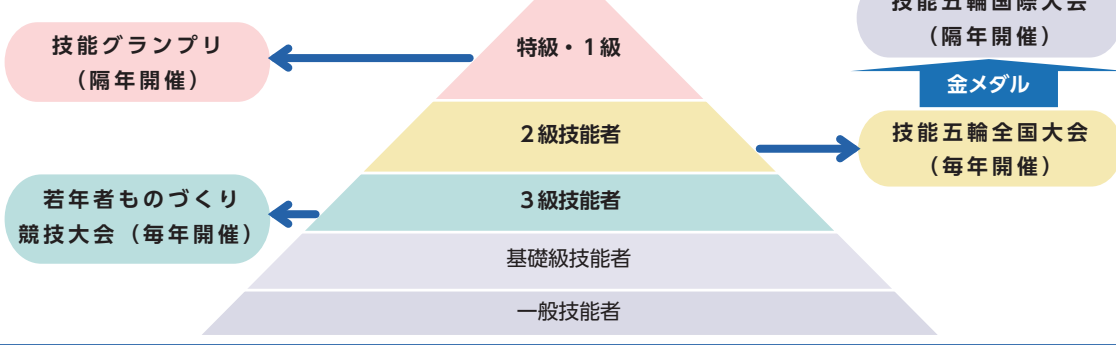 技能五輪国際大会
（隔年開催）
金メダル
技能グランプリ
（隔年開催）
特級・１級
２級技能者
技能五輪全国大会
（毎年開催）
若年者ものづくり
競技大会（毎年開催）
３級技能者
基礎級技能者
一般技能者